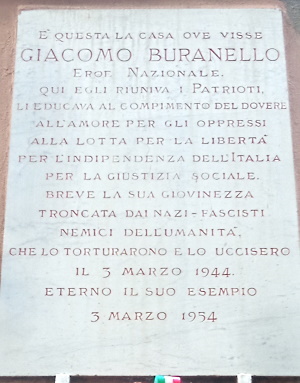 E' QUESTA LA CASA OVE VISSE
GIACOMO BURANELLO
EROE NAZIONALE.
QUI EGLI RIUNIVA I PATRIOTI,
LI EDUCAVA AL COMPIMENTO DEL DOVERE
ALL'AMORE PER GLI OPPRESSI
ALLA LOTTA PER LA LIBERTA'
PER L'INDIPENDENZA DELL'ITALIA
PER LA GIUSTIZIA SOCIALE.
BREVE LA SUA GIOVINEZZA
TRONCATA DAI NAZI-FASCISTI
NEMICI DELL'UMANITA',
CHE LO TORTURARONO E LO UCCISERO
IL 3 MARZO 1944.
ETERNO IL SUO ESEMPIO
3 MARZO 1954